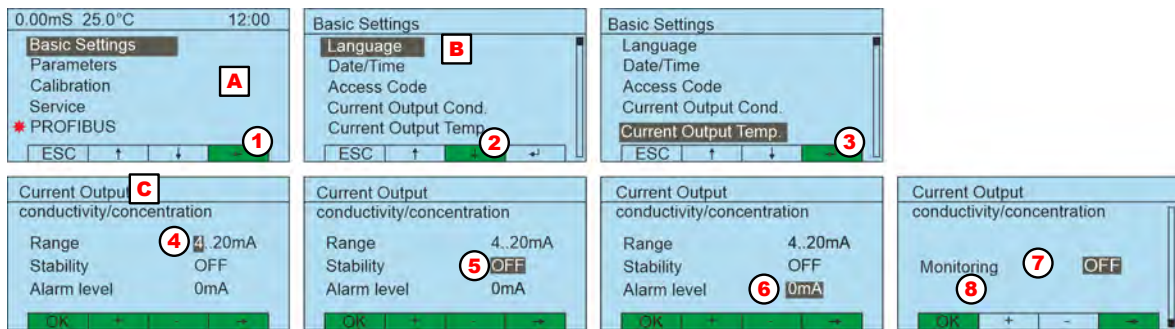 0.00mS 25.0°C 12:00
Basic Settings
Parameters
A
Calibration
Service
PROFIBUS
1
ESC ↑ ↓ →
Basic Settings
Language
B
Date/Time
Access Code
Current Output Cond.
Current Output Temp.
2
ESC ↑ ↓ ↵
Basic Settings
Language
Date/Time
Access Code
Current Output Cond.
Current Output Temp.
3
ESC ↑ ↓ →
Current Output C
conductivity/concentration
Range 4 4..20mA
Stability OFF
Alarm level 0mA
OK + - →
Current Output
conductivity/concentration
Range 4..20mA
Stability 5 OFF
Alarm level 0mA
OK + - →
Current Output
conductivity/concentration
Range 4..20mA
Stability OFF
Alarm level 6 0mA
OK + - →
Current Output
conductivity/concentration
Monitoring 7 OFF
8
OK + - →